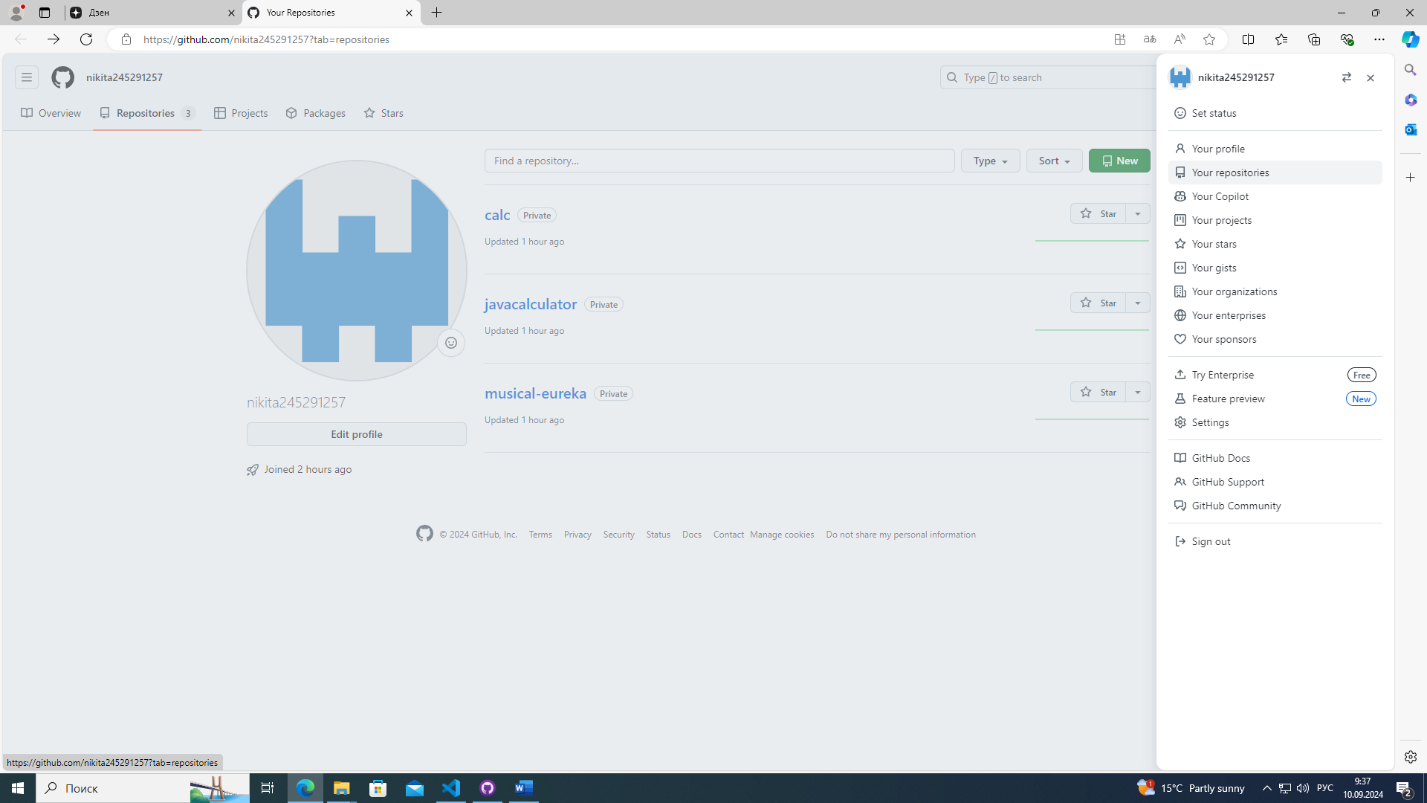 Дзен
Your Repositories
https://github.com/nikita245291257?tab=repositories
nikita245291257
Type / to search
Overview
Repositories 3
Projects
Packages
Stars
Find a repository...
Type
Sort
New
calc Private
Star
Updated 1 hour ago
javacalculator Private
Star
Updated 1 hour ago
musical-eureka Private
Star
Updated 1 hour ago
nikita245291257
Edit profile
Joined 2 hours ago
© 2024 GitHub, Inc.
Terms
Privacy
Security
Status
Docs
Contact
Manage cookies
Do not share my personal information
nikita245291257
Set status
Your profile
Your repositories
Your Copilot
Your projects
Your stars
Your gists
Your organizations
Your enterprises
Your sponsors
Try Enterprise Free
Feature preview New
Settings
GitHub Docs
GitHub Support
GitHub Community
Sign out
https://github.com/nikita245291257?tab=repositories
Поиск
15°C Partly sunny
РУС
9:37
10.09.2024
2